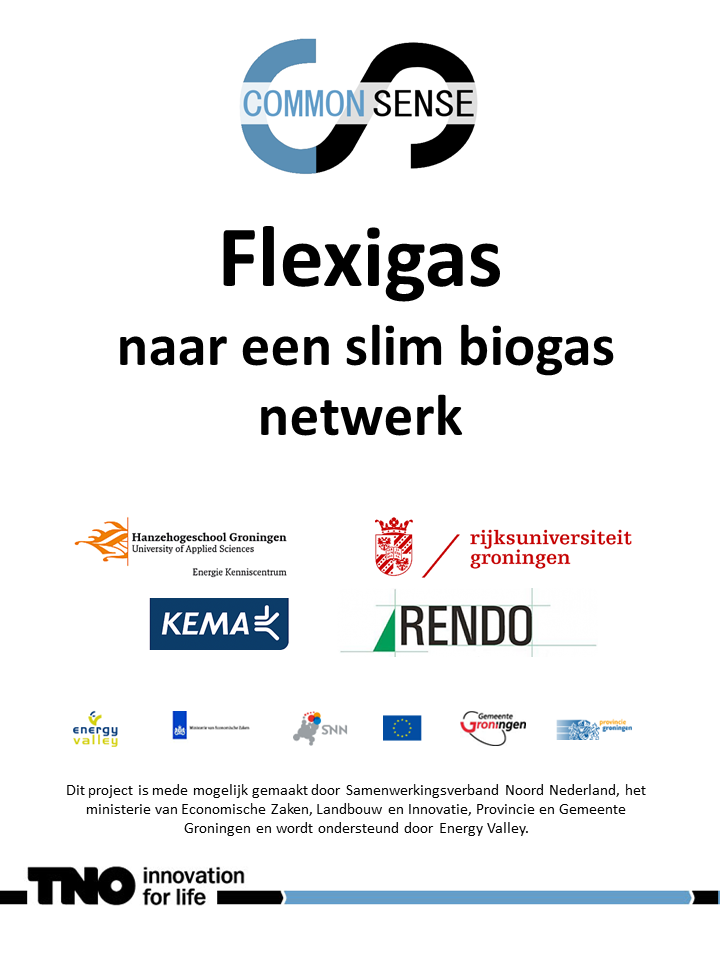 COMMON SENSE
Flexigas
naar een slim biogas
netwerk
Hanzehogeschool Groningen
University of Applied Sciences
Energie Kenniscentrum
rijksuniversiteit
groningen
KEMA
RENDO
energy
valley
Ministerie van Economische Zaken
SNN
Gemeente
Groningen
provincie
groningen
Dit project is mede mogelijk gemaakt door Samenwerkingsverband Noord Nederland, het
ministerie van Economische Zaken, Landbouw en Innovatie, Provincie en Gemeente
Groningen en wordt ondersteund door Energy Valley.
TNO innovation
for life